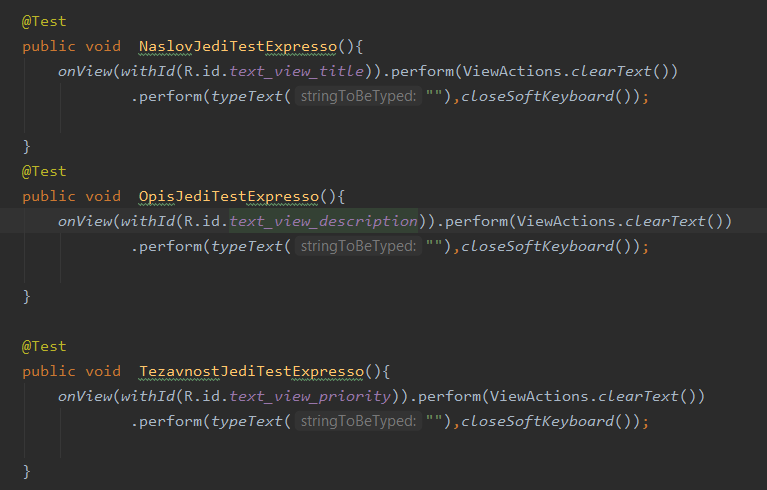 @Test
public void  NaslovJediTestExpresso(){
    onView(withId(R.id.text_view_title)).perform(ViewActions.clearText())
            .perform(typeText( stringToBeTyped: ""),closeSoftKeyboard());
}
@Test
public void  OpisJediTestExpresso(){
    onView(withId(R.id.text_view_description)).perform(ViewActions.clearText())
            .perform(typeText( stringToBeTyped: ""),closeSoftKeyboard());
}
@Test
public void  TezavnostJediTestExpresso(){
    onView(withId(R.id.text_view_priority)).perform(ViewActions.clearText())
            .perform(typeText( stringToBeTyped: ""),closeSoftKeyboard());
}